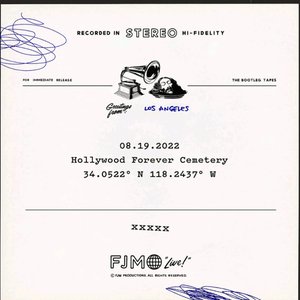 RECORDED IN STEREO HI-FIDELITY
FOR IMMEDIATE RELEASE
THE BOOTLEG TAPES
Greetings from:
LOS ANGELES
08.19.2022
Hollywood Forever Cemetery
34.0522° N 118.2437° W
xxxxx
FJM "Live!"
© FJM PRODUCTIONS. ALL RIGHTS RESERVED.